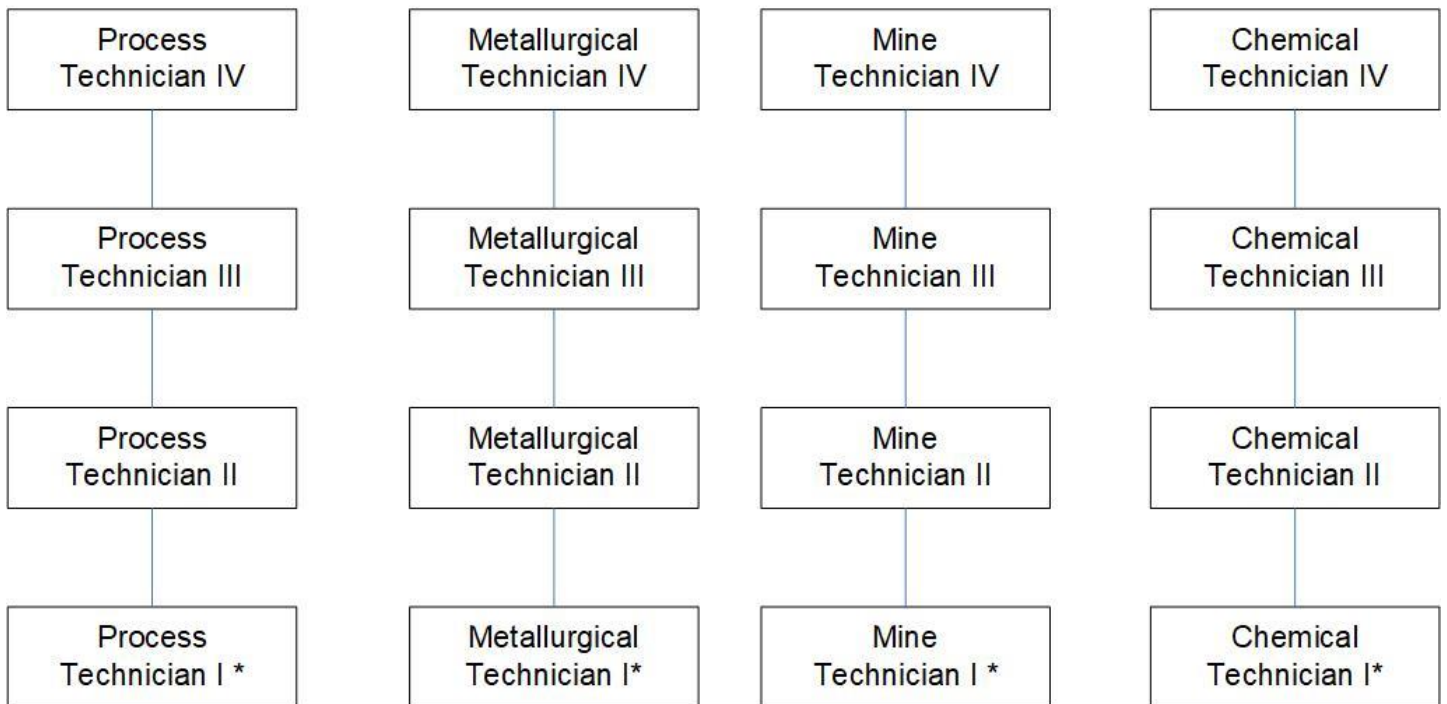 Process
Technician IV
Metallurgical
Technician IV
Mine
Technician IV
Chemical
Technician IV
Process
Technician III
Metallurgical
Technician III
Mine
Technician III
Chemical
Technician III
Process
Technician II
Metallurgical
Technician II
Mine
Technician II
Chemical
Technician II
Process
Technician I *
Metallurgical
Technician I*
Mine
Technician I *
Chemical
Technician I*